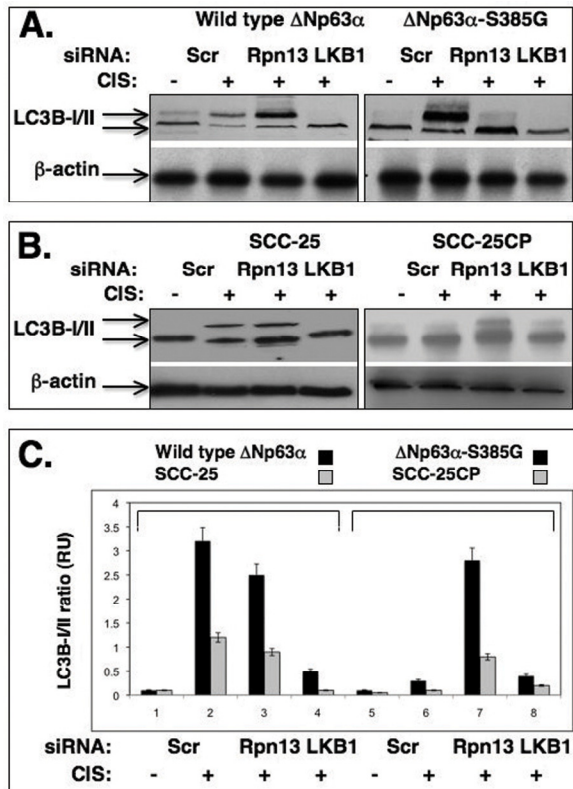 A.
Wild type ΔNp63α ΔNp63α-S385G
siRNA: Scr Rpn13 LKB1 Scr Rpn13 LKB1
CIS: - + + + - + + +
LC3B-I/II
β-actin
B.
SCC-25 SCC-25CP
siRNA: Scr Rpn13 LKB1 Scr Rpn13 LKB1
CIS: - + + + - + + +
LC3B-I/II
β-actin
C.
Wild type ΔNp63α ΔNp63α-S385G
SCC-25 SCC-25CP
LC3B-I/II ratio (RU)
4
3.5
3
2.5
2
1.5
1
0.5
0
1 2 3 4 5 6 7 8
siRNA: Scr Rpn13 LKB1 Scr Rpn13 LKB1
CIS: - + + + - + + +